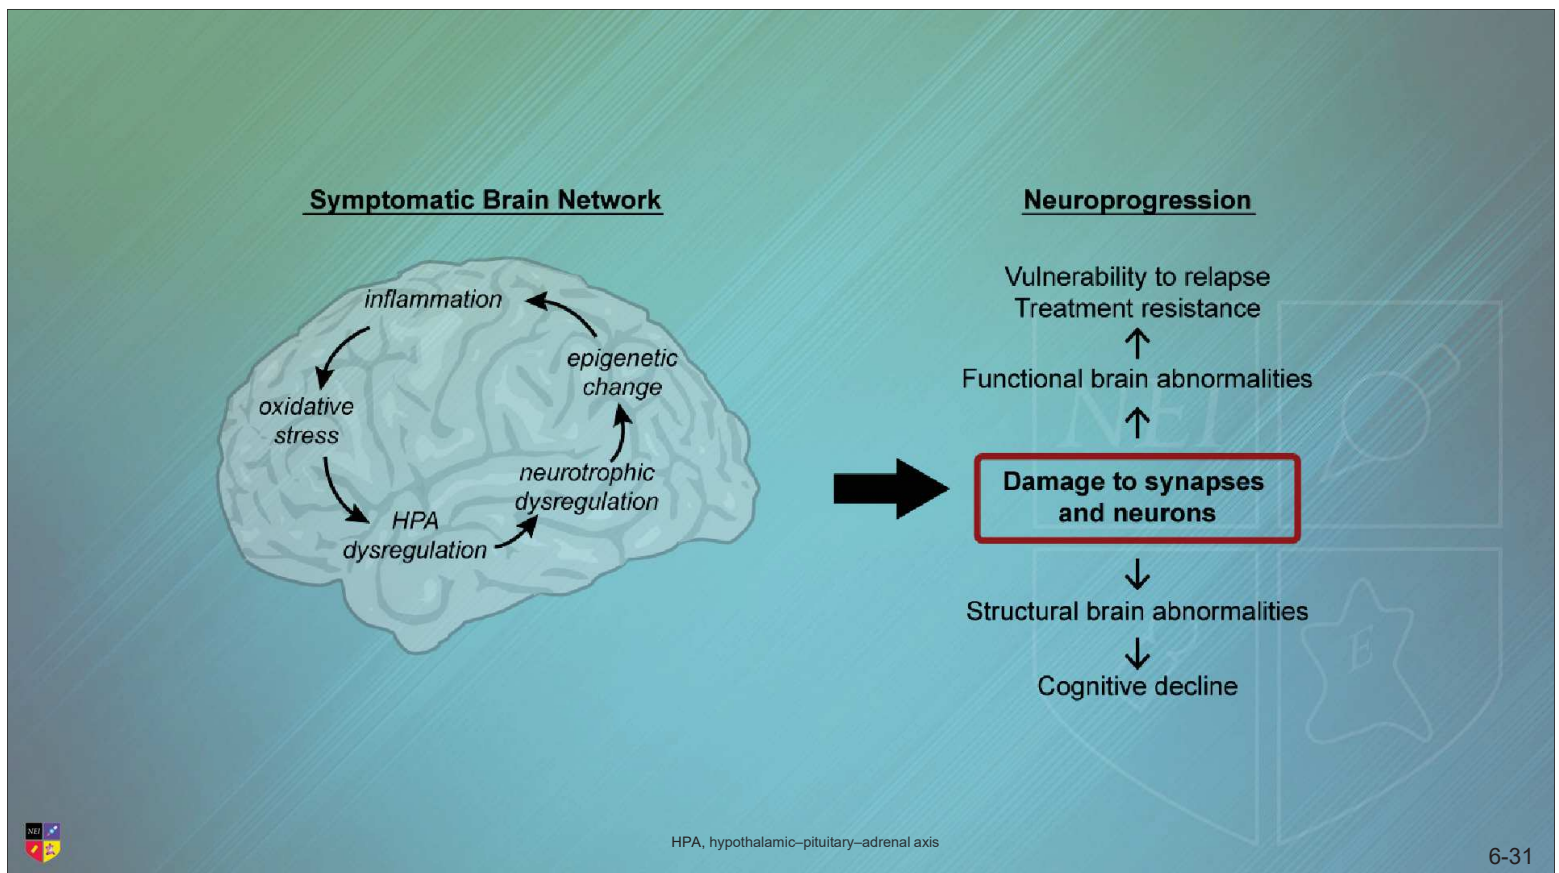 Symptomatic Brain Network
inflammation
epigenetic
change
oxidative
stress
neurotrophic
dysregulation
HPA
dysregulation
Neuroprogression
Vulnerability to relapse
Treatment resistance
Functional brain abnormalities
Damage to synapses
and neurons
Structural brain abnormalities
Cognitive decline
NEI
E
NEI
HPA, hypothalamic–pituitary–adrenal axis
6-31